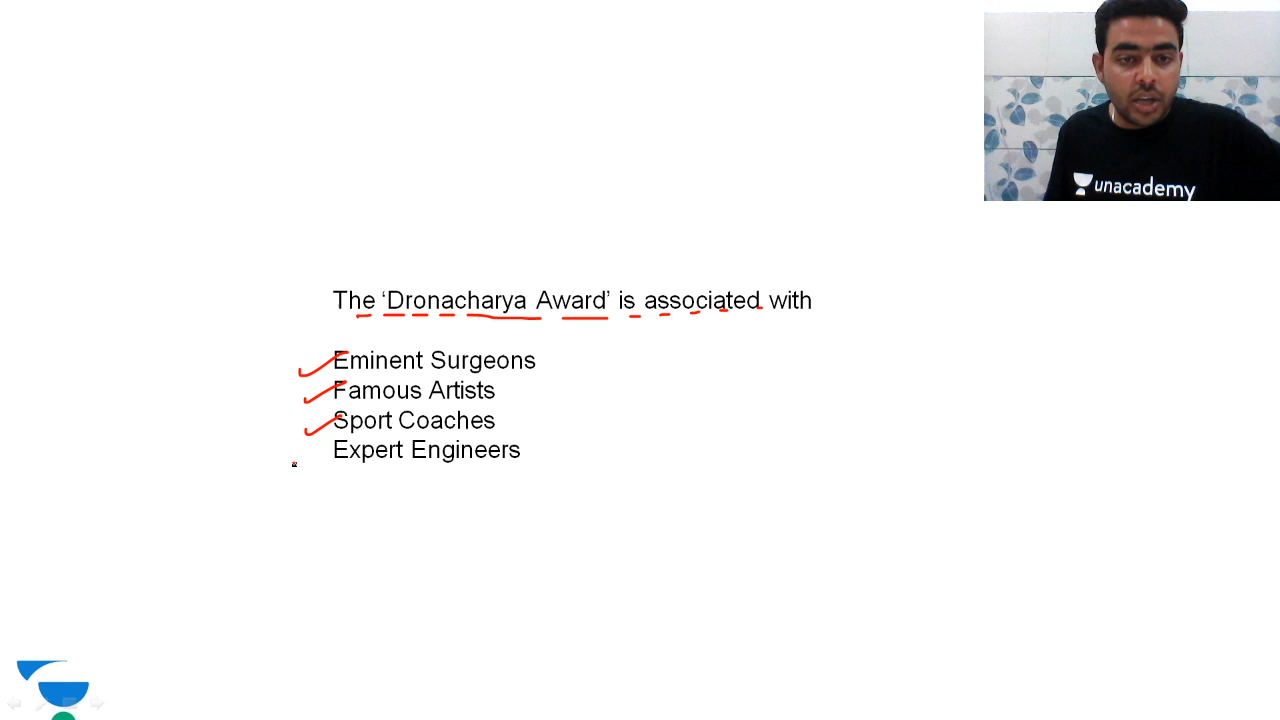 unacademy
The ‘Dronacharya Award’ is associated with
Eminent Surgeons
Famous Artists
Sport Coaches
Expert Engineers